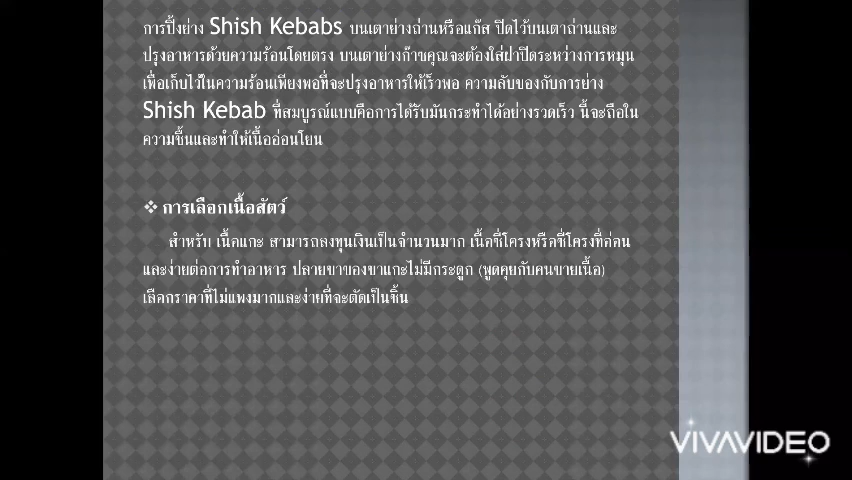 การปิ้งย่าง Shish Kebabs บนเตาย่างถ่านหรือแก๊ส ปิดไว้บนเตาถ่านและ
ปรุงอาหารด้วยความร้อนโดยตรง บนเตาย่างก๊าซคุณจะต้องใส่ฝาปิดระหว่างการหมุน
เพื่อเก็บไว้ในความร้อนเพียงพอที่จะปรุงอาหารให้เร็วพอ ความลับของกับการย่าง
Shish Kebab ที่สมบูรณ์แบบคือการได้รับมันกระทำได้อย่างรวดเร็ว นี้จะถือใน
ความชื้นและทำให้เนื้ออ่อนโยน
❖ การเลือกเนื้อสัตว์
สำหรับ เนื้อแกะ สามารถลงทุนเงินเป็นจำนวนมาก เนื้อซี่โครงหรือซี่โครงที่อ่อน
และง่ายต่อการทำอาหาร ปลายขาของขาแกะไม่มีกระดูก (พูดคุยกับคนขายเนื้อ)
เลือกราคาที่ไม่แพงมากและง่ายที่จะตัดเป็นชิ้น
VIVAVIDEO